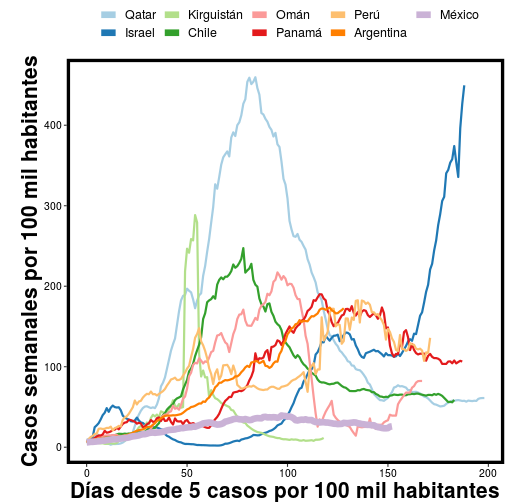 Qatar Kirguistán Omán Perú México
Israel Chile Panamá Argentina
Casos semanales por 100 mil habitantes
400
300
200
100
0
0 50 100 150 200
Días desde 5 casos por 100 mil habitantes